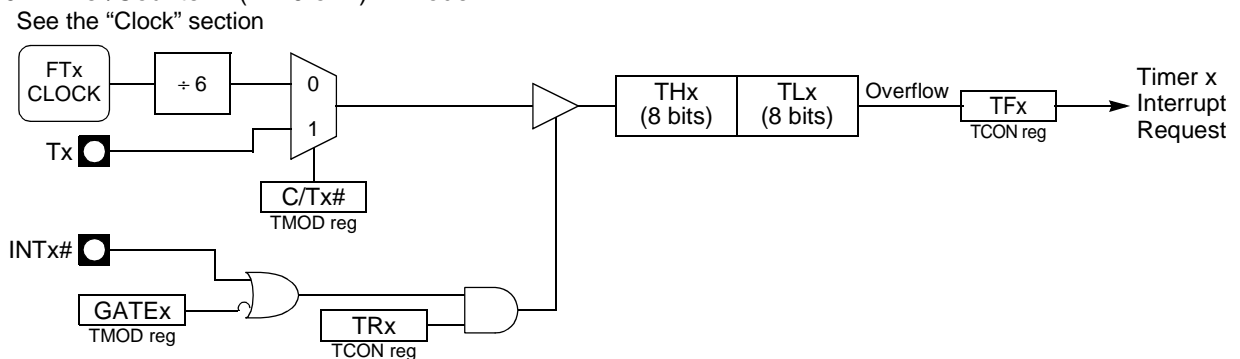 See the “Clock” section
FTx
CLOCK
÷ 6
0
1
Tx
C/Tx#
TMOD reg
THx
(8 bits)
TLx
(8 bits)
Overflow
TFx
TCON reg
Timer x
Interrupt
Request
INTx#
GATEx
TMOD reg
TRx
TCON reg